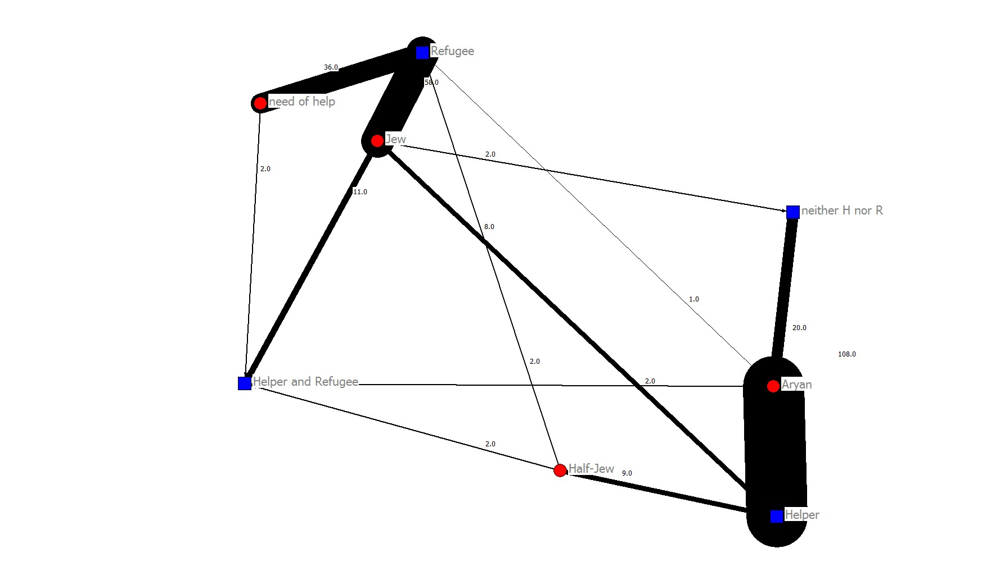 Refugee
36.0
58.0
need of help
Jew
2.0
2.0
11.0
neither H nor R
8.0
1.0
20.0
108.0
2.0
Helper and Refugee
2.0
Aryan
2.0
Half-Jew
9.0
Helper